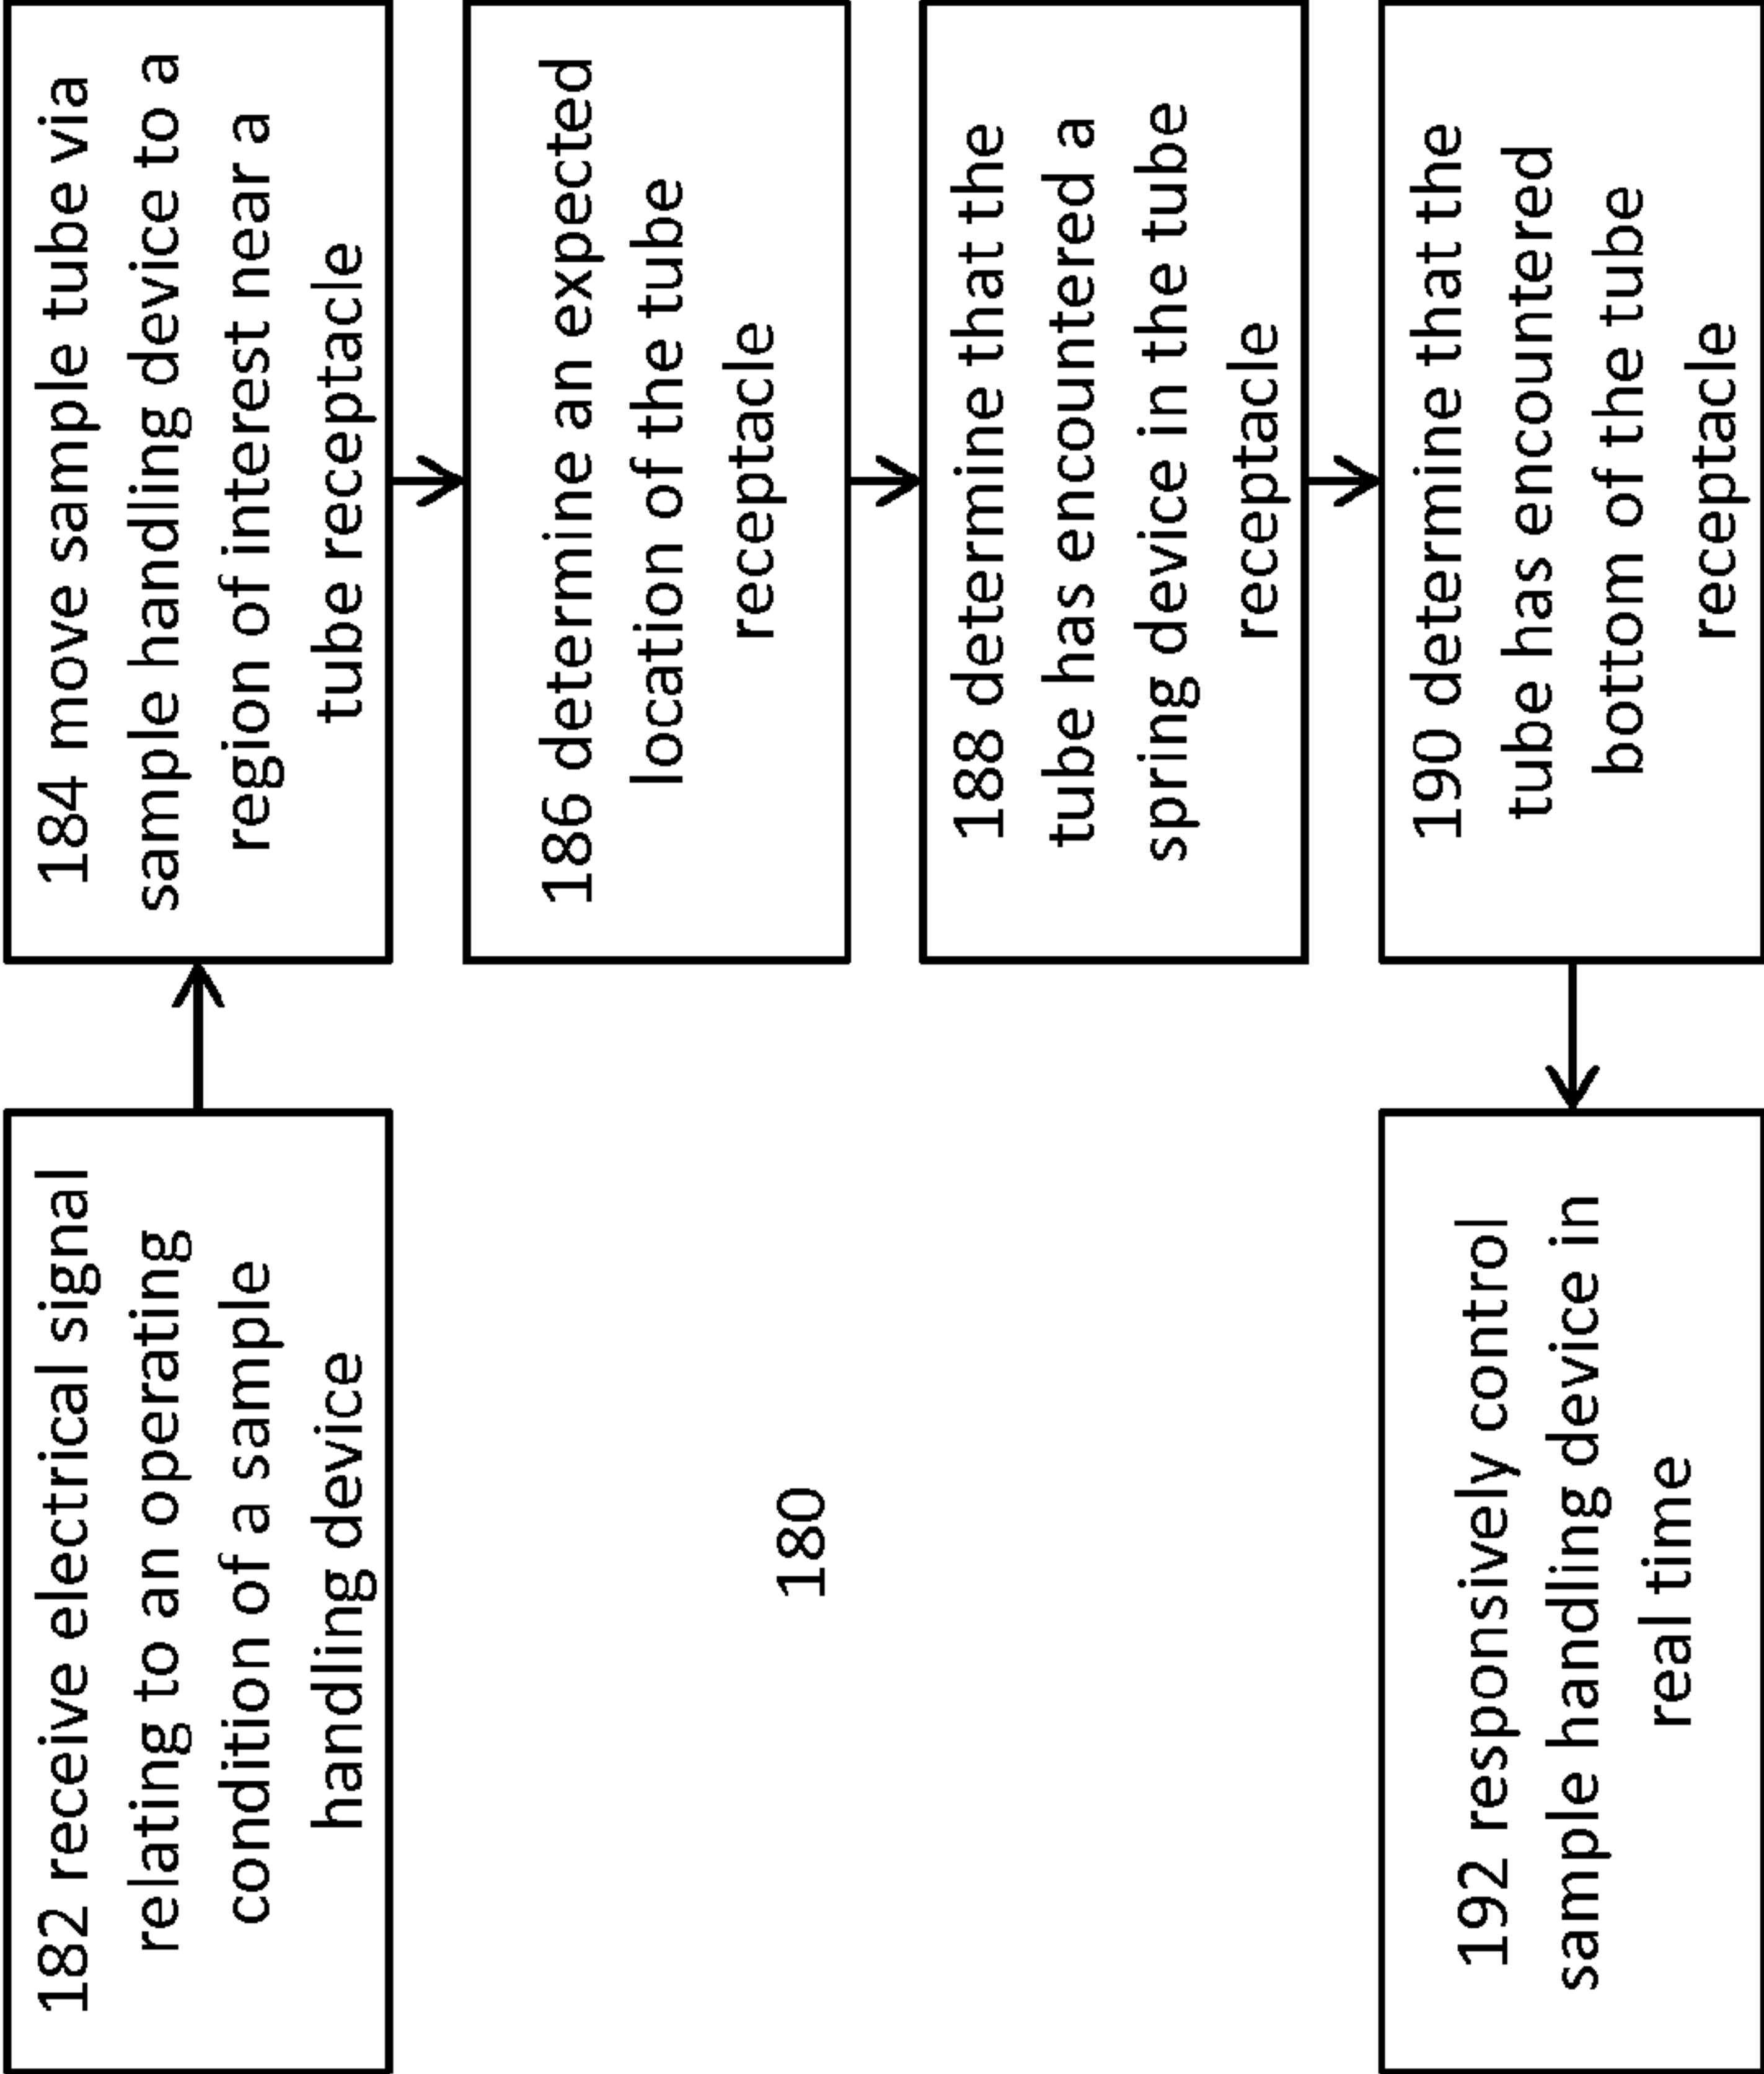 182 receive electrical signal
relating to an operating
condition of a sample
handling device
184 move sample tube via
sample handling device to a
region of interest near a
tube receptacle
186 determine an expected
location of the tube
receptacle
188 determine that the
tube has encountered a
spring device in the tube
receptacle
190 determine that the
tube has encountered
bottom of the tube
receptacle
192 responsively control
sample handling device in
real time
180